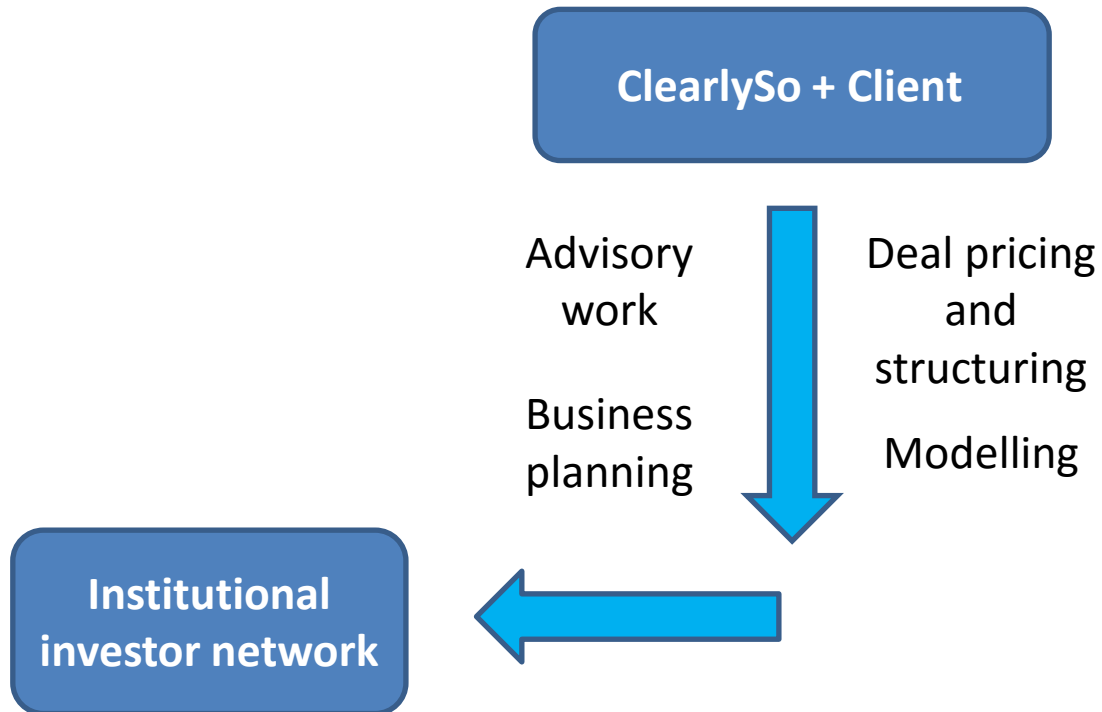 ClearlySo + Client
Advisory
work
Business
planning
Deal pricing
and
structuring
Modelling
Institutional
investor network